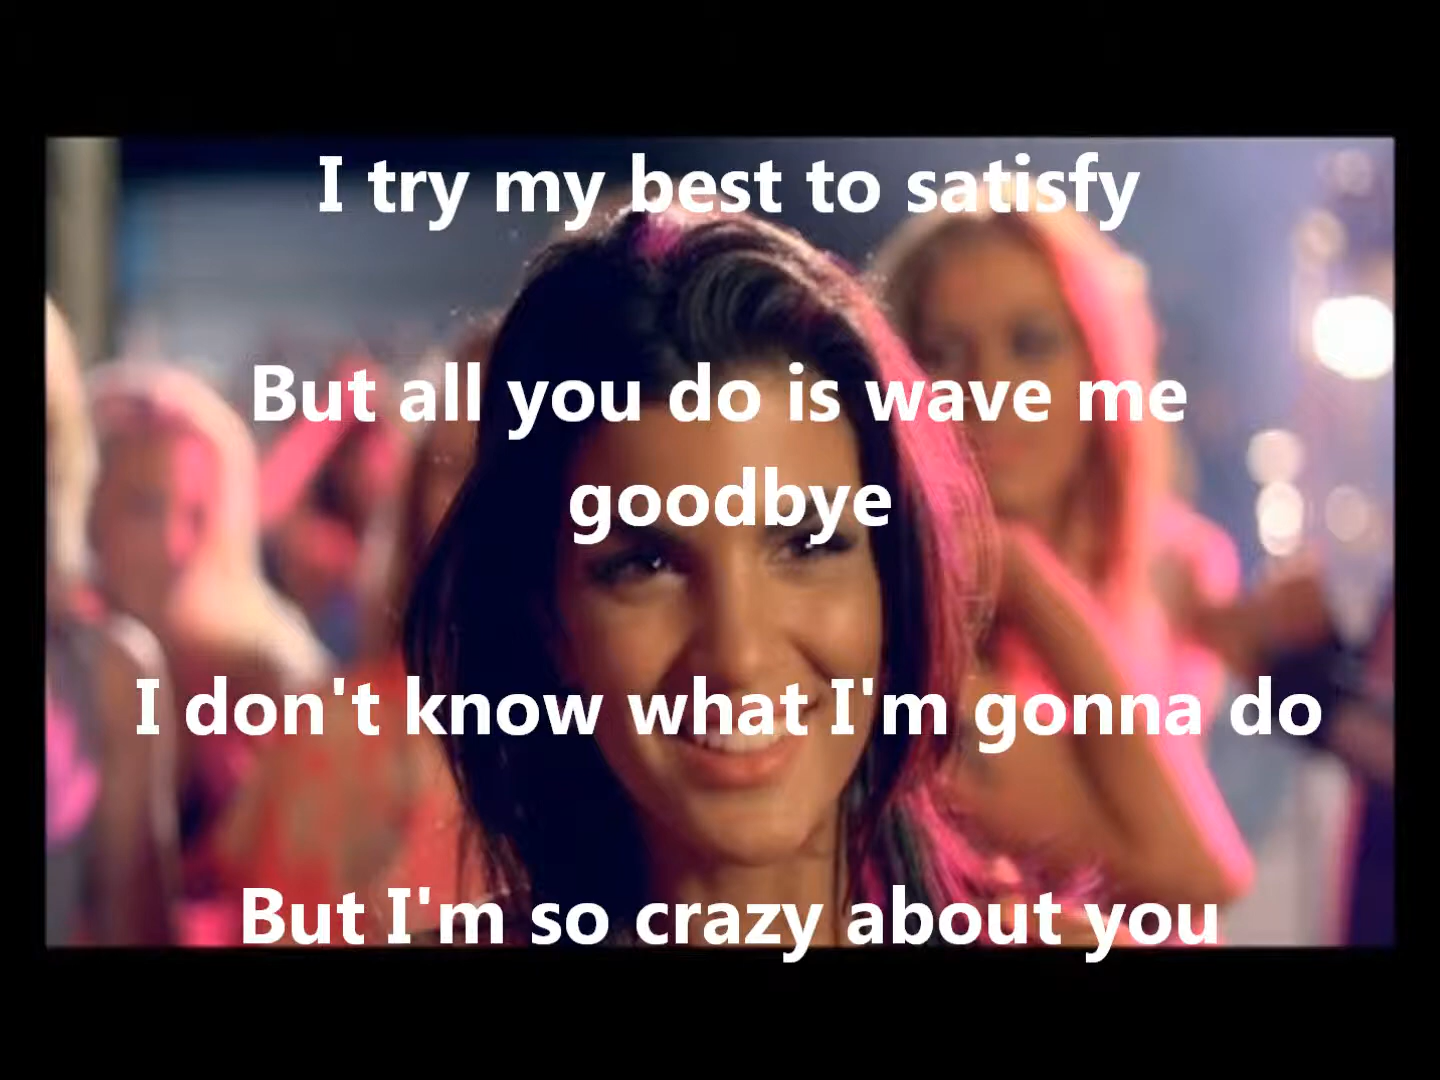 I try my best to satisfy
But all you do is wave me
goodbye
I don't know what I'm gonna do
But I'm so crazy about you